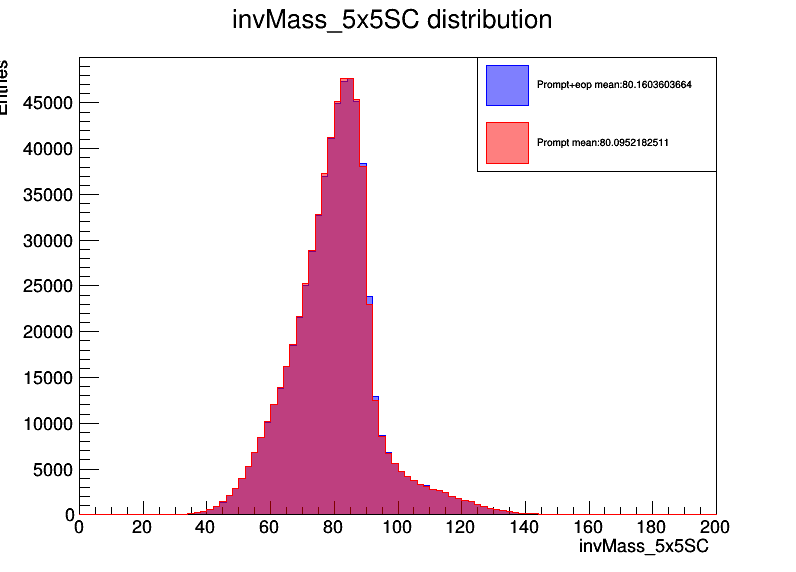 invMass_5x5SC distribution
Entries
Prompt+eop mean:80.1603603664
Prompt mean:80.0952182511
45000
40000
35000
30000
25000
20000
15000
10000
5000
0
0 20 40 60 80 100 120 140 160 180 200
invMass_5x5SC